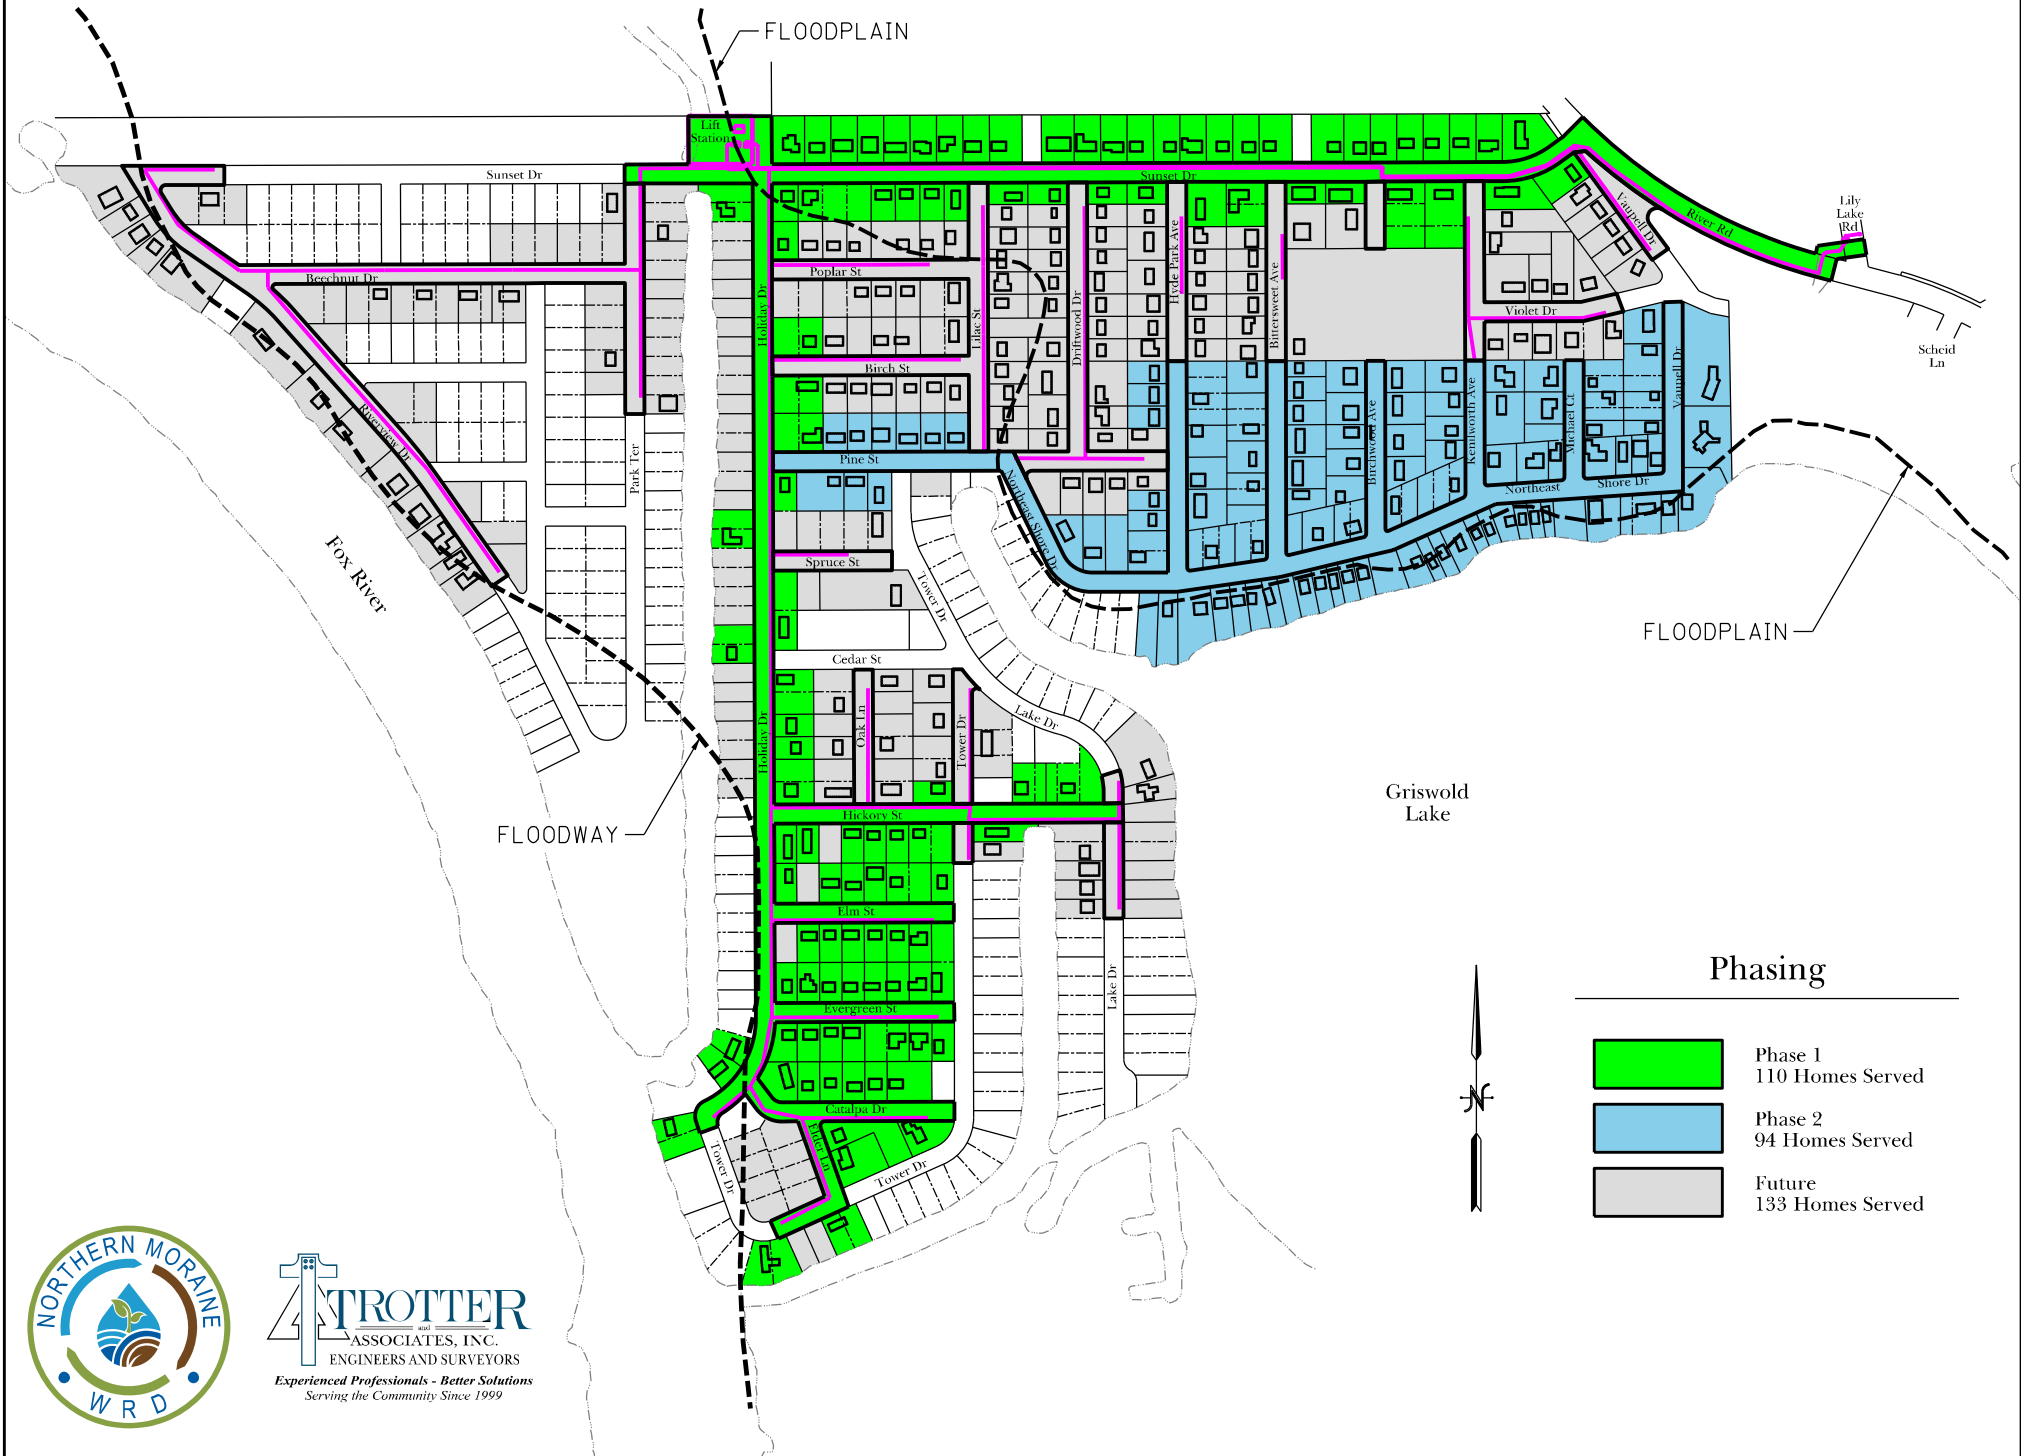 FLOODPLAIN
Lift
Station
Sunset Dr
Sunset Dr
Lily
Lake
Rd
River Rd
Vaupell Dr
Beechnut Dr
Poplar St
Holiday Dr
Lilac St
Driftwood Dr
Hyde Park Ave
Bittersweet Ave
Violet Dr
Scheid
Ln
Birch St
Riverview Dr
Park Ter
Pine St
Birchwood Ave
Kenilworth Ave
Michael Ct
Vaupell Dr
Northeast Shore Dr
Northeast
Shore Dr
Fox River
Spruce St
Tower Dr
FLOODPLAIN
Cedar St
Holiday Dr
Oak Ln
Tower Dr
Lake Dr
Griswold
Lake
FLOODWAY
Hickory St
Elm St
Evergreen St
Lake Dr
Catalpa Dr
Elder Ln
Tower Dr
Tower Dr
Phasing
N
Phase 1
110 Homes Served
Phase 2
94 Homes Served
Future
133 Homes Served
NORTHERN MORAINE
WRD
TROTTER
and
ASSOCIATES, INC.
ENGINEERS AND SURVEYORS
Experienced Professionals - Better Solutions
Serving the Community Since 1999